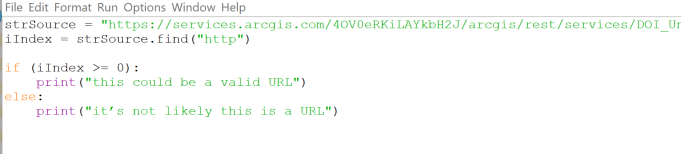 File Edit Format Run Options Window Help
strSource = "https://services.arcgis.com/4OV0eRKiLAYkbH2J/arcgis/rest/services/DOI_Un
iIndex = strSource.find("http")
if (iIndex >= 0):
    print("this could be a valid URL")
else:
    print("it’s not likely this is a URL")